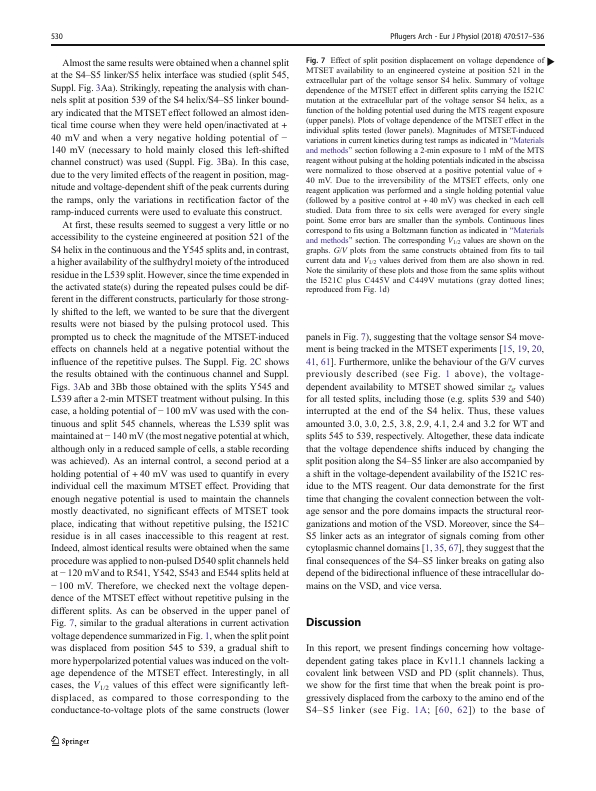 530
Pflugers Arch - Eur J Physiol (2018) 470:517–536
Almost the same results were obtained when a channel split
at the S4–S5 linker/S5 helix interface was studied (split 545,
Suppl. Fig. 3Aa). Strikingly, repeating the analysis with chan-
nels split at position 539 of the S4 helix/S4–S5 linker bound-
ary indicated that the MTSET effect followed an almost iden-
tical time course when they were held open/inactivated at +
40 mV and when a very negative holding potential of −
140 mV (necessary to hold mainly closed this left-shifted
channel construct) was used (Suppl. Fig. 3Ba). In this case,
due to the very limited effects of the reagent in position, mag-
nitude and voltage-dependent shift of the peak currents during
the ramps, only the variations in rectification factor of the
ramp-induced currents were used to evaluate this construct.
At first, these results seemed to suggest a very little or no
accessibility to the cysteine engineered at position 521 of the
S4 helix in the continuous and the Y545 splits and, in contrast,
a higher availability of the sulfhydryl moiety of the introduced
residue in the L539 split. However, since the time expended in
the activated state(s) during the repeated pulses could be dif-
ferent in the different constructs, particularly for those strong-
ly shifted to the left, we wanted to be sure that the divergent
results were not biased by the pulsing protocol used. This
prompted us to check the magnitude of the MTSET-induced
effects on channels held at a negative potential without the
influence of the repetitive pulses. The Suppl. Fig. 2C shows
the results obtained with the continuous channel and Suppl.
Figs. 3Ab and 3Bb those obtained with the splits Y545 and
L539 after a 2-min MTSET treatment without pulsing. In this
case, a holding potential of − 100 mV was used with the con-
tinuous and split 545 channels, whereas the L539 split was
maintained at − 140 mV (the most negative potential at which,
although only in a reduced sample of cells, a stable recording
was achieved). As an internal control, a second period at a
holding potential of + 40 mV was used to quantify in every
individual cell the maximum MTSET effect. Providing that
enough negative potential is used to maintain the channels
mostly deactivated, no significant effects of MTSET took
place, indicating that without repetitive pulsing, the I521C
residue is in all cases inaccessible to this reagent at rest.
Indeed, almost identical results were obtained when the same
procedure was applied to non-pulsed D540 split channels held
at − 120 mV and to R541, Y542, S543 and E544 splits held at
− 100 mV. Therefore, we checked next the voltage depen-
dence of the MTSET effect without repetitive pulsing in the
different splits. As can be observed in the upper panel of
Fig. 7, similar to the gradual alterations in current activation
voltage dependence summarized in Fig. 1, when the split point
was displaced from position 545 to 539, a gradual shift to
more hyperpolarized potential values was induced on the volt-
age dependence of the MTSET effect. Interestingly, in all
cases, the V1/2 values of this effect were significantly left-
displaced, as compared to those corresponding to the
conductance-to-voltage plots of the same constructs (lower
Fig. 7 Effect of split position displacement on voltage dependence of
MTSET availability to an engineered cysteine at position 521 in the
extracellular part of the voltage sensor S4 helix. Summary of voltage
dependence of the MTSET effect in different splits carrying the I521C
mutation at the extracellular part of the voltage sensor S4 helix, as a
function of the holding potential used during the MTS reagent exposure
(upper panels). Plots of voltage dependence of the MTSET effect in the
individual splits tested (lower panels). Magnitudes of MTSET-induced
variations in current kinetics during test ramps as indicated in “Materials
and methods” section following a 2-min exposure to 1 mM of the MTS
reagent without pulsing at the holding potentials indicated in the abscissa
were normalized to those observed at a positive potential value of +
40 mV. Due to the irreversibility of the MTSET effects, only one
reagent application was performed and a single holding potential value
(followed by a positive control at + 40 mV) was checked in each cell
studied. Data from three to six cells were averaged for every single
point. Some error bars are smaller than the symbols. Continuous lines
correspond to fits using a Boltzmann function as indicated in “Materials
and methods” section. The corresponding V1/2 values are shown on the
graphs. G/V plots from the same constructs obtained from fits to tail
current data and V1/2 values derived from them are also shown in red.
Note the similarity of these plots and those from the same splits without
the I521C plus C445V and C449V mutations (gray dotted lines;
reproduced from Fig. 1d)
panels in Fig. 7), suggesting that the voltage sensor S4 move-
ment is being tracked in the MTSET experiments [15, 19, 20,
41, 61]. Furthermore, unlike the behaviour of the G/V curves
previously described (see Fig. 1 above), the voltage-
dependent availability to MTSET showed similar zg values
for all tested splits, including those (e.g. splits 539 and 540)
interrupted at the end of the S4 helix. Thus, these values
amounted 3.0, 3.0, 2.5, 3.8, 2.9, 4.1, 2.4 and 3.2 for WT and
splits 545 to 539, respectively. Altogether, these data indicate
that the voltage dependence shifts induced by changing the
split position along the S4–S5 linker are also accompanied by
a shift in the voltage-dependent availability of the I521C res-
idue to the MTS reagent. Our data demonstrate for the first
time that changing the covalent connection between the volt-
age sensor and the pore domains impacts the structural reor-
ganizations and motion of the VSD. Moreover, since the S4–
S5 linker acts as an integrator of signals coming from other
cytoplasmic channel domains [1, 35, 67], they suggest that the
final consequences of the S4–S5 linker breaks on gating also
depend of the bidirectional influence of these intracellular do-
mains on the VSD, and vice versa.
Discussion
In this report, we present findings concerning how voltage-
dependent gating takes place in Kv11.1 channels lacking a
covalent link between VSD and PD (split channels). Thus,
we show for the first time that when the break point is pro-
gressively displaced from the carboxy to the amino end of the
S4–S5 linker (see Fig. 1A; [60, 62]) to the base of
Springer